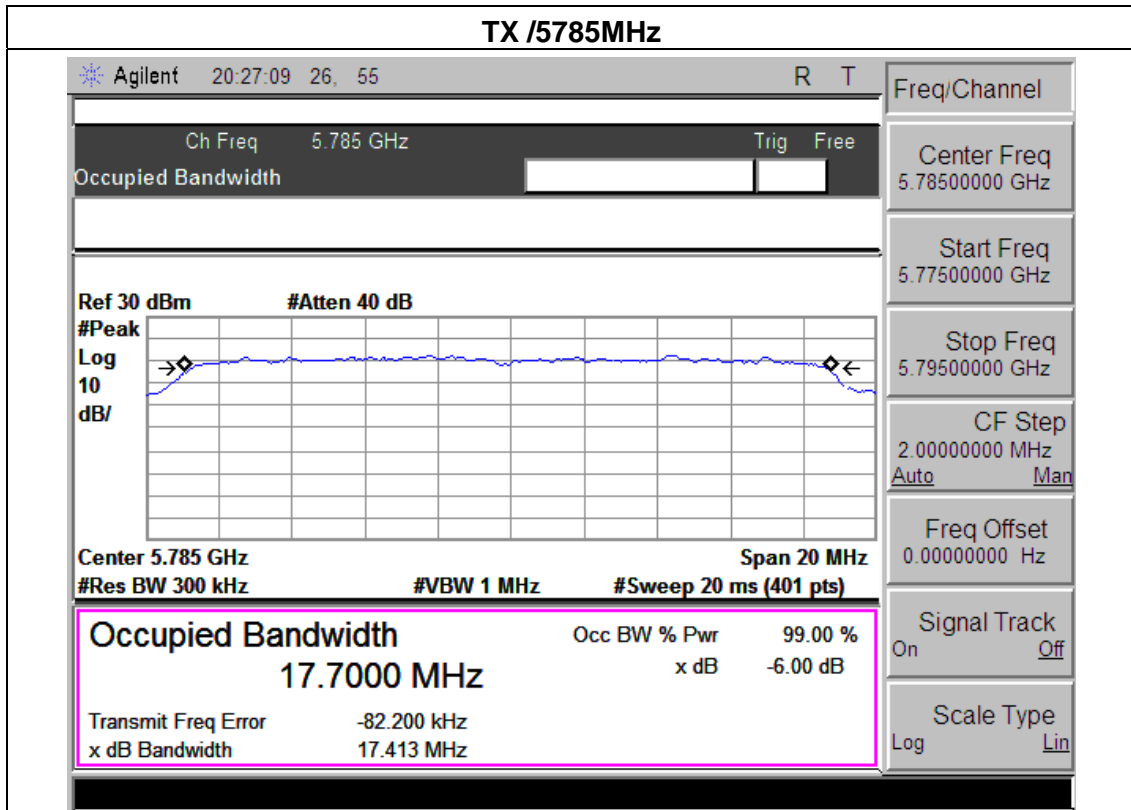 TX /5785MHz
Agilent 20:27:09 26, 55 R T
Freq/Channel
Ch Freq 5.785 GHz Trig Free
Occupied Bandwidth
Center Freq
5.78500000 GHz
Start Freq
5.77500000 GHz
Stop Freq
5.79500000 GHz
CF Step
2.00000000 MHz
Auto Man
Freq Offset
0.00000000 Hz
Signal Track
On Off
Scale Type
Log Lin
Ref 30 dBm #Atten 40 dB
#Peak
Log
10
dB/
Center 5.785 GHz Span 20 MHz
#Res BW 300 kHz #VBW 1 MHz #Sweep 20 ms (401 pts)
Occupied Bandwidth Occ BW % Pwr 99.00 %
17.7000 MHz x dB -6.00 dB
Transmit Freq Error -82.200 kHz
x dB Bandwidth 17.413 MHz